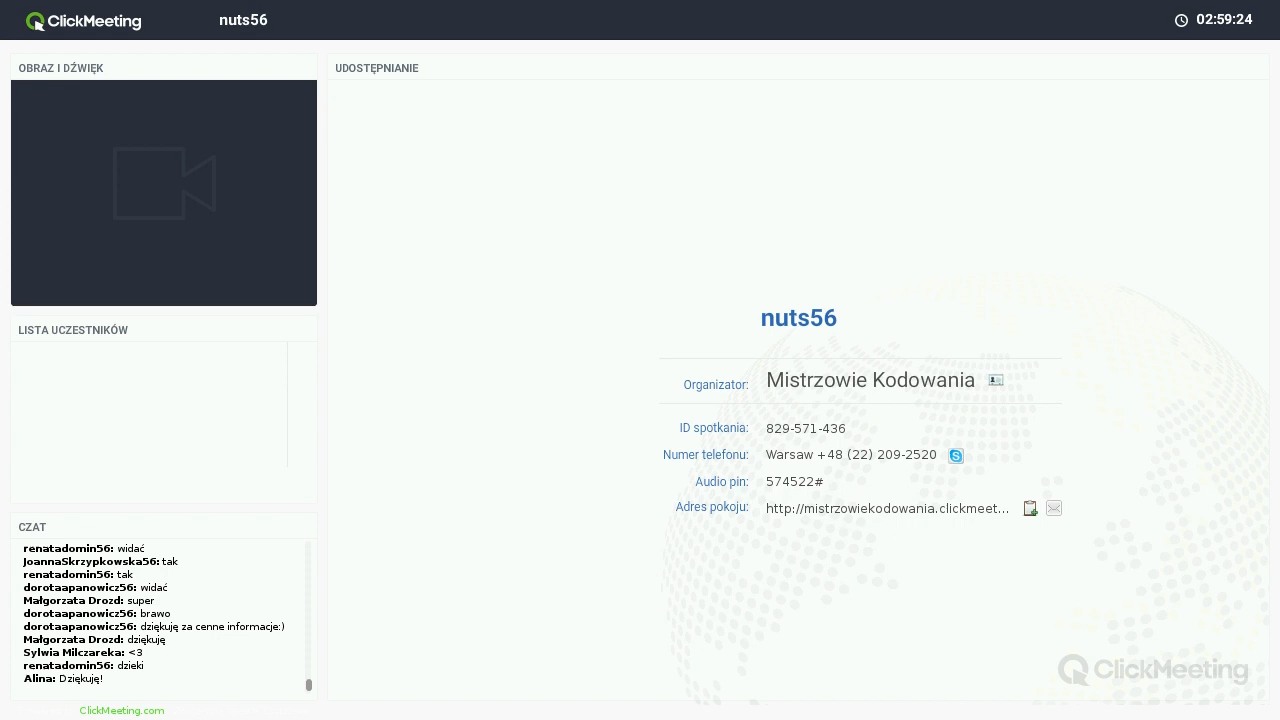 ClickMeeting
nuts56
02:59:24
OBRAZ I DŹWIĘK
UDOSTĘPNIANIE
nuts56
Organizator: Mistrzowie Kodowania
ID spotkania: 829-571-436
Numer telefonu: Warsaw +48 (22) 209-2520
Audio pin: 574522#
Adres pokoju: http://mistrzowiekodowania.clickmeet...
LISTA UCZESTNIKÓW
CZAT
renatadomin56: widać
JoannaSkrzypkowska56: tak
renatadomin56: tak
dorotaapanowicz56: widać
Małgorzata Drozd: super
dorotaapanowicz56: brawo
dorotaapanowicz56: dziękuję za cenne informacje:)
Małgorzata Drozd: dziękuję
Sylwia Milczareka: <3
renatadomin56: dzieki
Alina: Dziękuję!
ClickMeeting
ClickMeeting.com